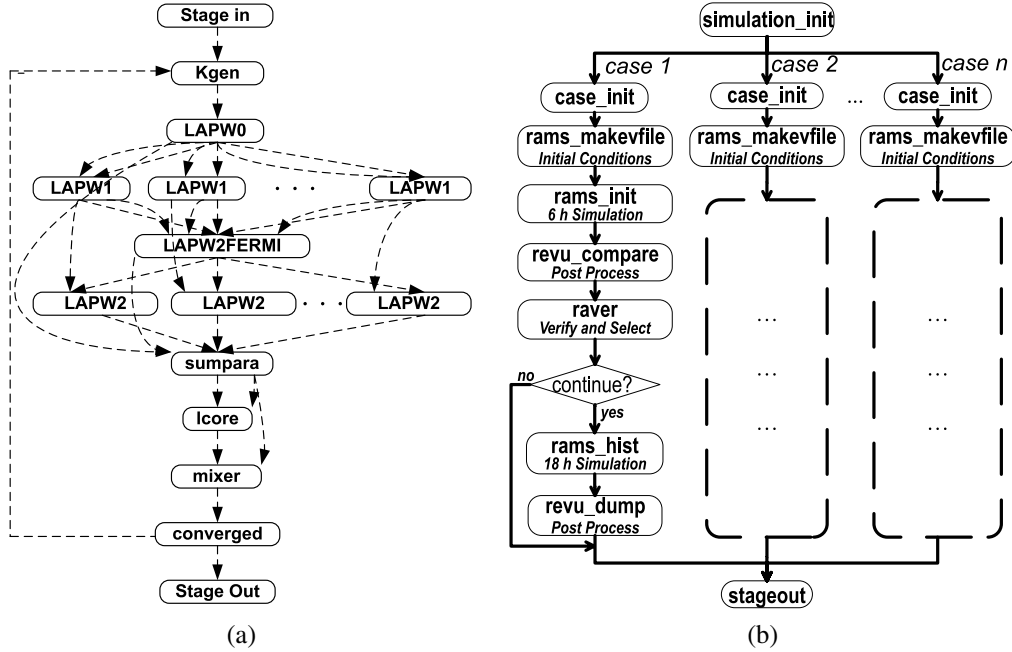 Stage in
Kgen
LAPW0
LAPW1 LAPW1 . . . LAPW1
LAPW2FERMI
LAPW2 LAPW2 . . . LAPW2
sumpara
lcore
mixer
converged
Stage Out
(a)
simulation_init
case 1 case 2 case n
case_init case_init ... case_init
rams_makevfile rams_makevfile rams_makevfile
Initial Conditions Initial Conditions Initial Conditions
rams_init
6 h Simulation
revu_compare
Post Process
raver
Verify and Select
... ...
... ...
... ...
no continue?
yes
rams_hist
18 h Simulation
revu_dump
Post Process
stageout
(b)